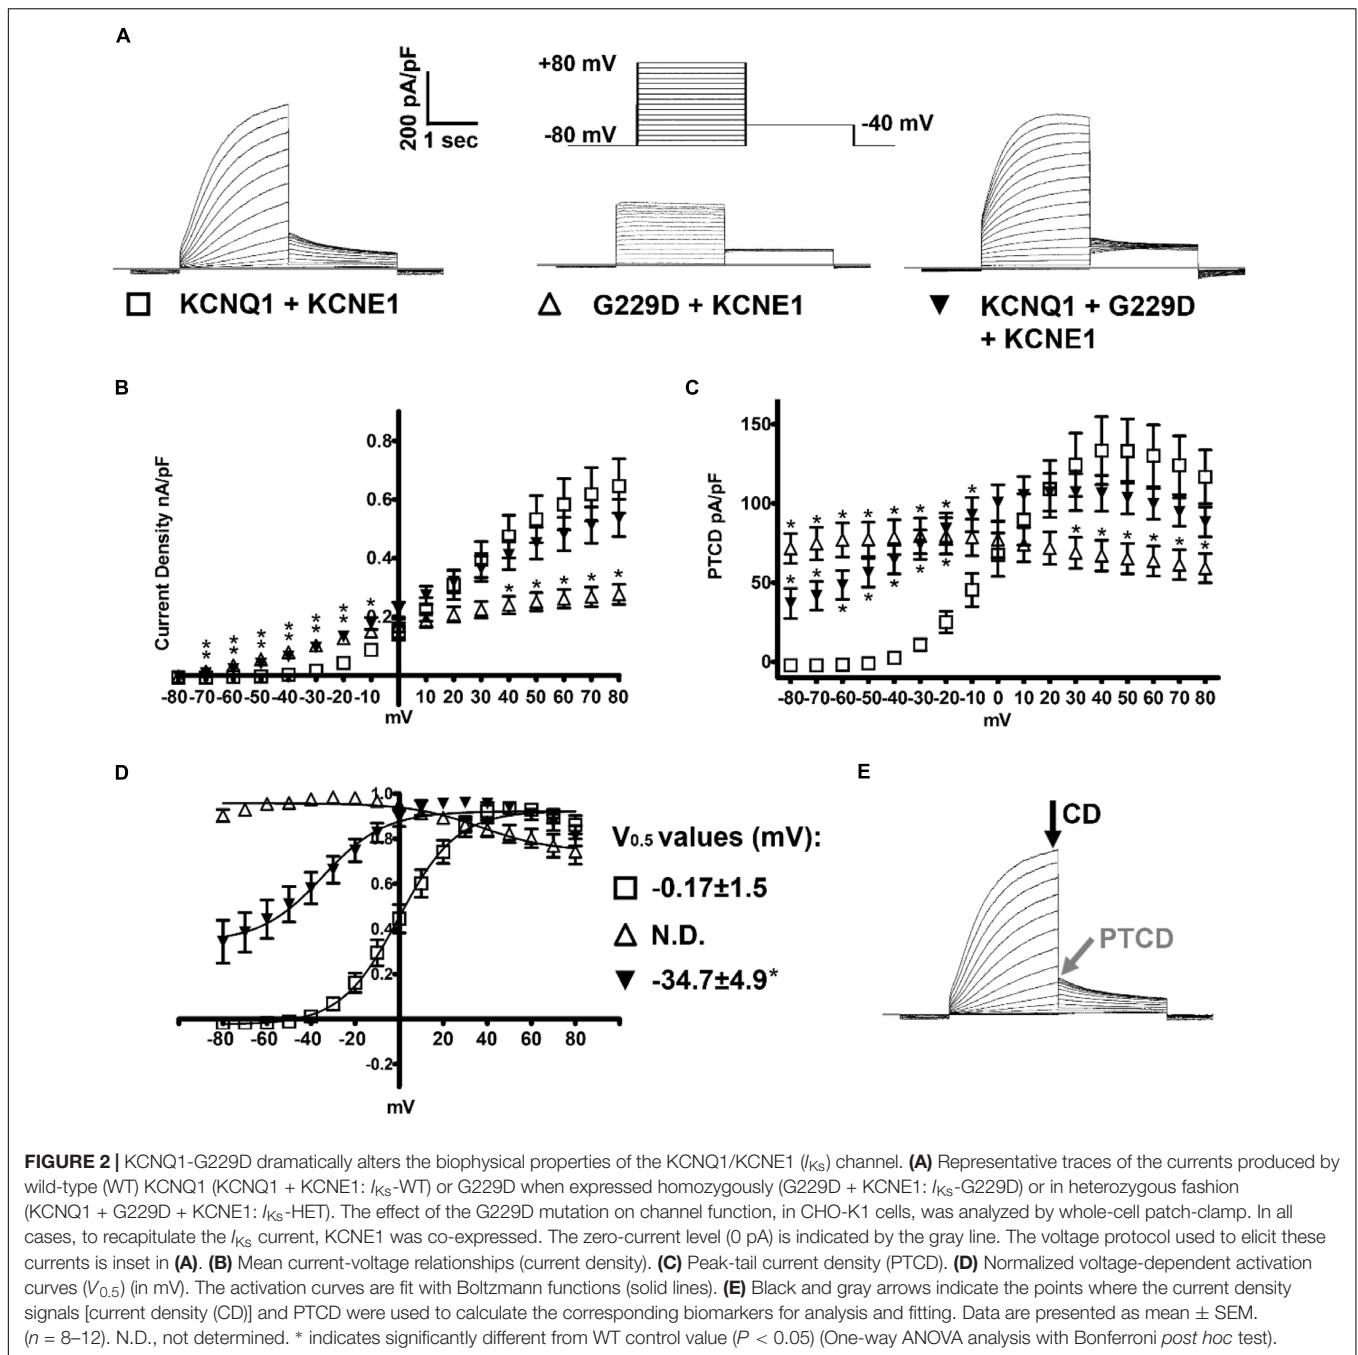 A
200 pA/pF
1 sec
+80 mV
-80 mV
-40 mV
KCNQ1 + KCNE1
G229D + KCNE1
KCNQ1 + G229D
+ KCNE1
B
Current Density nA/pF
0.8
0.6
0.4
0.2
-80 -70 -60 -50 -40 -30 -20 -10 10 20 30 40 50 60 70 80
mV
C
PTCD pA/pF
150
100
50
0
-80 -70 -60 -50 -40 -30 -20 -10 0 10 20 30 40 50 60 70 80
mV
D
1.0
0.8
0.6
0.4
0.2
-80 -60 -40 -20 20 40 60 80
-0.2
mV
V0.5 values (mV):
-0.17±1.5
N.D.
-34.7±4.9*
E
CD
PTCD
FIGURE 2 | KCNQ1-G229D dramatically alters the biophysical properties of the KCNQ1/KCNE1 (IKs) channel. (A) Representative traces of the currents produced by
wild-type (WT) KCNQ1 (KCNQ1 + KCNE1: IKs-WT) or G229D when expressed homozygously (G229D + KCNE1: IKs-G229D) or in heterozygous fashion
(KCNQ1 + G229D + KCNE1: IKs-HET). The effect of the G229D mutation on channel function, in CHO-K1 cells, was analyzed by whole-cell patch-clamp. In all
cases, to recapitulate the IKs current, KCNE1 was co-expressed. The zero-current level (0 pA) is indicated by the gray line. The voltage protocol used to elicit these
currents is inset in (A). (B) Mean current-voltage relationships (current density). (C) Peak-tail current density (PTCD). (D) Normalized voltage-dependent activation
curves (V0.5) (in mV). The activation curves are fit with Boltzmann functions (solid lines). (E) Black and gray arrows indicate the points where the current density
signals [current density (CD)] and PTCD were used to calculate the corresponding biomarkers for analysis and fitting. Data are presented as mean ± SEM.
(n = 8–12). N.D., not determined. * indicates significantly different from WT control value (P < 0.05) (One-way ANOVA analysis with Bonferroni post hoc test).